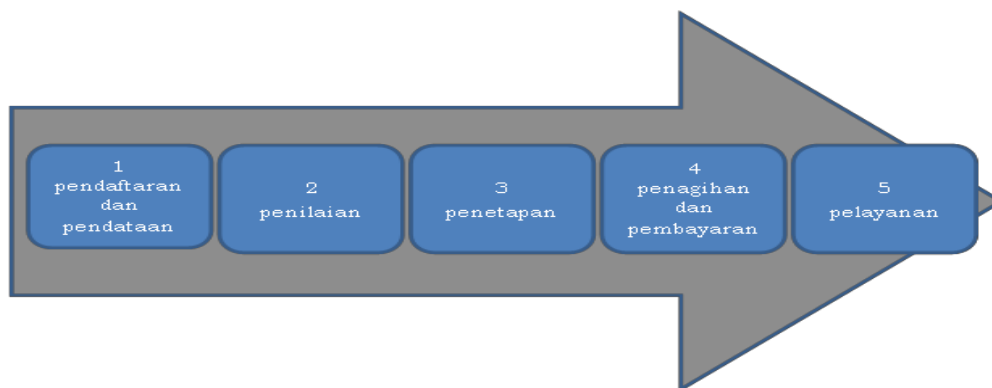 1
pendaftaran
dan
pendataan
2
penilaian
3
penetapan
4
penagihan
dan
pembayaran
5
pelayanan